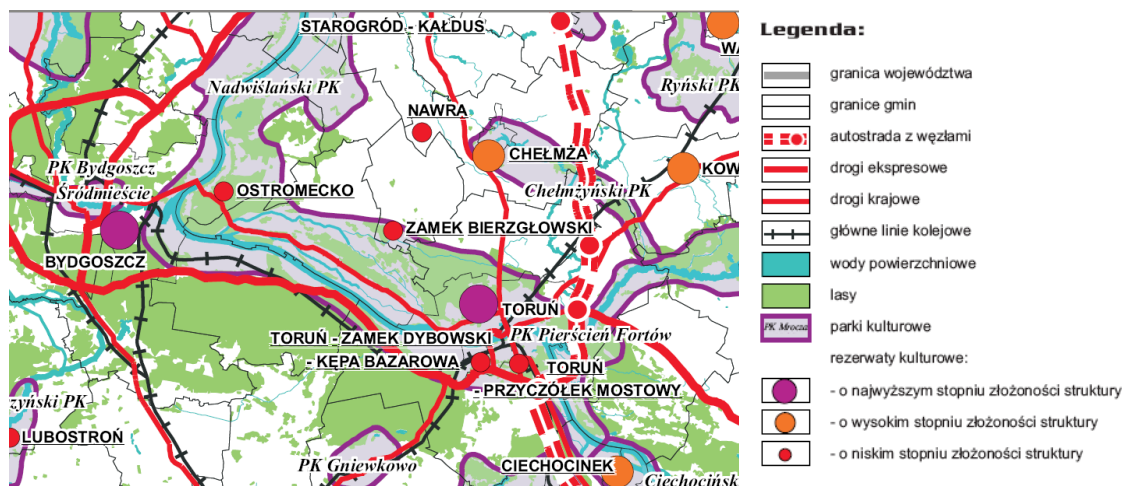 STAROGRÓD - KAŁDUS
WA
Nadwiślański PK
Ryński PK
NAWRA
CHEŁMŻA
PK Bydgoszcz
Śródmieście
KOW
Chełmżyński PK
OSTROMECKO
ZAMEK BIERZGŁOWSKI
BYDGOSZCZ
TORUŃ
TORUŃ - ZAMEK DYBOWSKI
PK Pierścień Fortów
- KĘPA BAZAROWA
TORUŃ
- PRZYCZÓŁEK MOSTOWY
zyński PK
LUBOSTROŃ
PK Gniewkowo
CIECHOCINEK
Ciechocińsk
Legenda:
granica województwa
granice gmin
autostrada z węzłami
drogi ekspresowe
drogi krajowe
główne linie kolejowe
wody powierzchniowe
lasy
PK Mrocza
parki kulturowe
rezerwaty kulturowe:
- o najwyższym stopniu złożoności struktury
- o wysokim stopniu złożoności struktury
- o niskim stopniu złożoności struktury